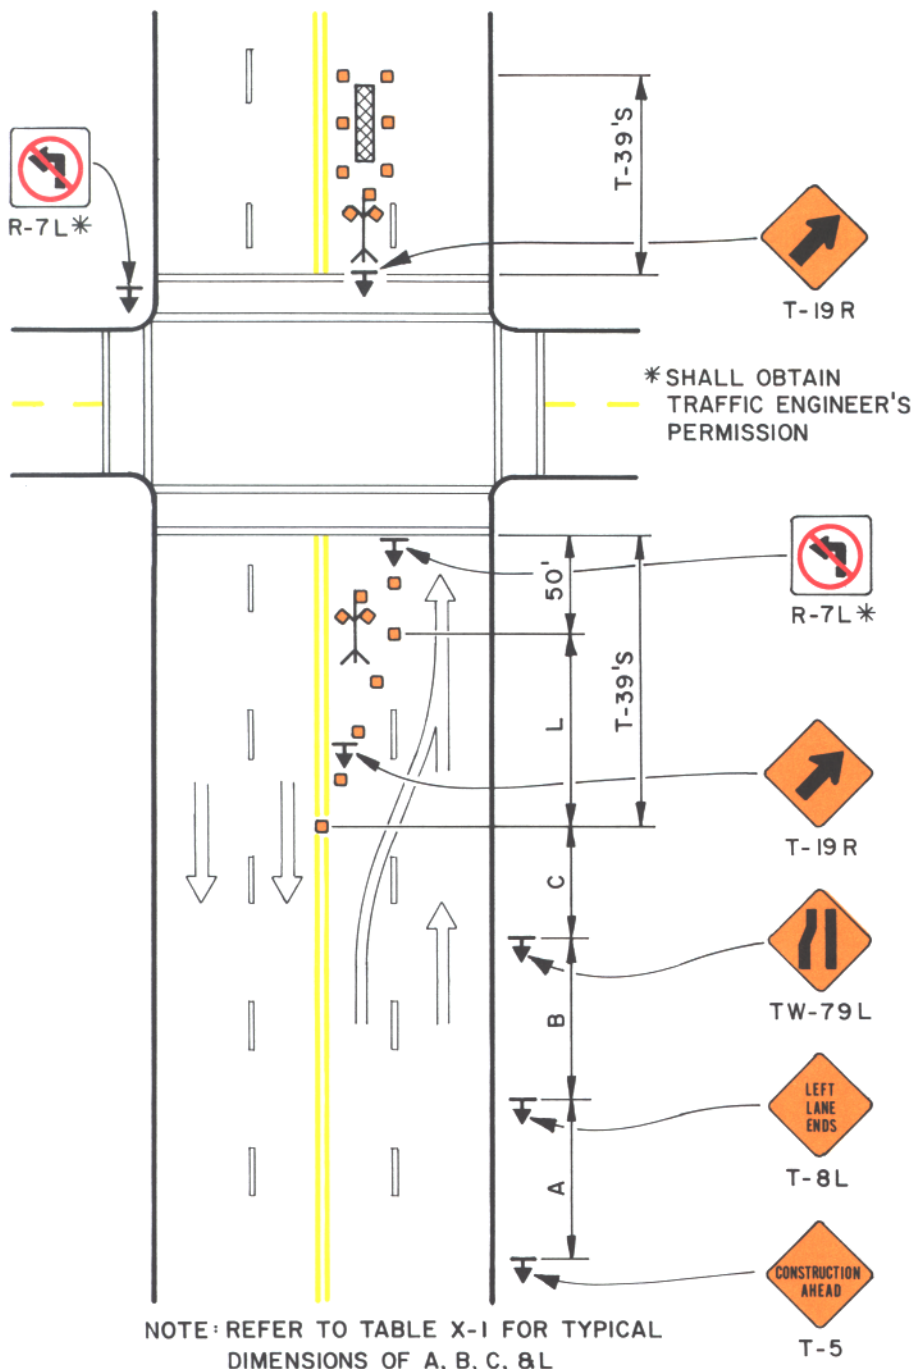 T-39'S
R-7L*
T-19R
* SHALL OBTAIN
TRAFFIC ENGINEER'S
PERMISSION
50'
R-7L*
T-39'S
L
T-19R
C
TW-79L
B
LEFT
LANE
ENDS
T-8L
A
CONSTRUCTION
AHEAD
T-5
NOTE: REFER TO TABLE X-1 FOR TYPICAL
DIMENSIONS OF A, B, C, & L